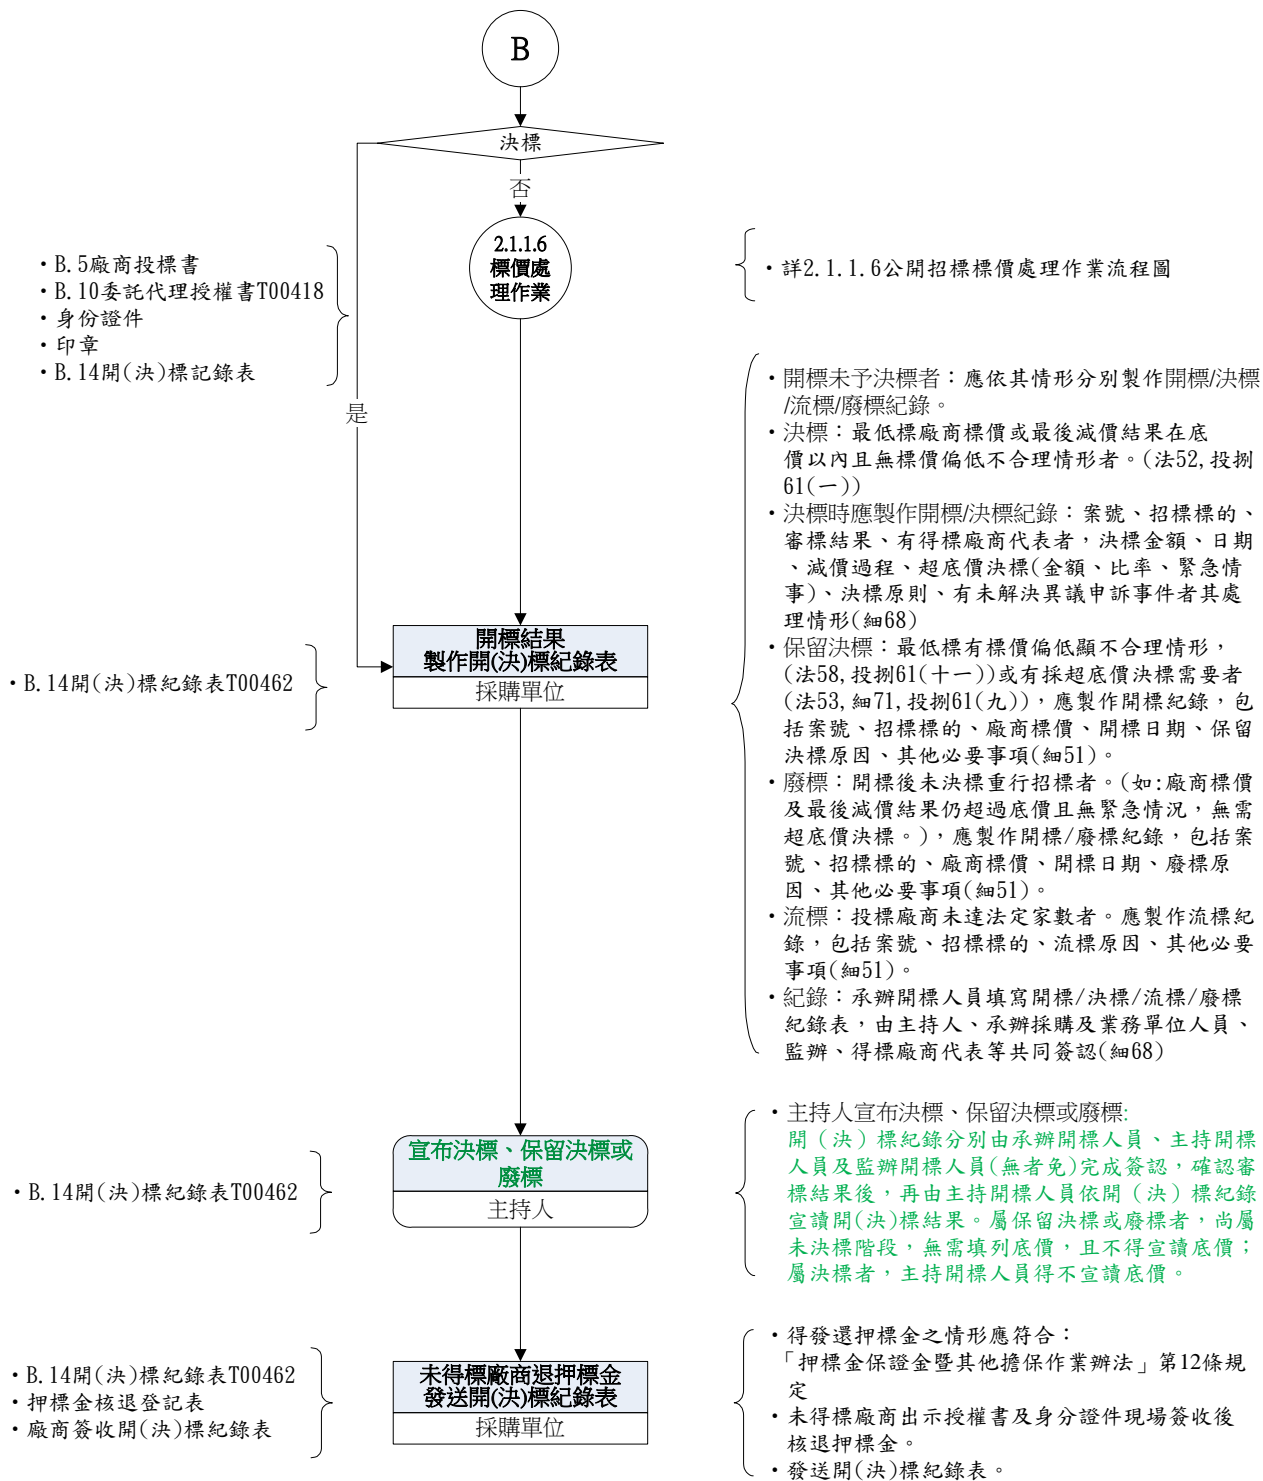 B
決標
否
2.1.1.6
標價處
理作業
・B.5廠商投標書
・B.10委託代理授權書T00418
・身份證件
・印章
・B.14開(決)標記錄表
・詳2.1.1.6公開招標標價處理作業流程圖
是
・開標未予決標者：應依其情形分別製作開標/決標
/流標/廢標紀錄。
・決標：最低標廠商標價或最後減價結果在底
價以內且無標價偏低不合理情形者。(法52,投捌
61(一))
・決標時應製作開標/決標紀錄：案號、招標標的、
審標結果、有得標廠商代表者，決標金額、日期
、減價過程、超底價決標(金額、比率、緊急情
事)、決標原則、有未解決異議申訴事件者其處
理情形(細68)
・保留決標：最低標有標價偏低顯不合理情形，
(法58,投捌61(十一))或有採超底價決標需要者
(法53,細71,投捌61(九))，應製作開標紀錄，包
括案號、招標標的、廠商標價、開標日期、保留
決標原因、其他必要事項(細51)。
・廢標：開標後未決標重行招標者。(如:廠商標價
及最後減價結果仍超過底價且無緊急情況，無需
超底價決標。)，應製作開標/廢標紀錄，包括案
號、招標標的、廠商標價、開標日期、廢標原
因、其他必要事項(細51)。
・流標：投標廠商未達法定家數者。應製作流標紀
錄，包括案號、招標標的、流標原因、其他必要
事項(細51)。
・紀錄：承辦開標人員填寫開標/決標/流標/廢標
紀錄表，由主持人、承辦採購及業務單位人員、
監辦、得標廠商代表等共同簽認(細68)
開標結果
製作開(決)標紀錄表
採購單位
・B.14開(決)標紀錄表T00462
宣布決標、保留決標或
廢標
主持人
・B.14開(決)標紀錄表T00462
・主持人宣布決標、保留決標或廢標:
開（決）標紀錄分別由承辦開標人員、主持開標
人員及監辦開標人員(無者免)完成簽認，確認審
標結果後，再由主持開標人員依開（決）標紀錄
宣讀開(決)標結果。屬保留決標或廢標者，尚屬
未決標階段，無需填列底價，且不得宣讀底價；
屬決標者，主持開標人員得不宣讀底價。
未得標廠商退押標金
發送開(決)標紀錄表
採購單位
・B.14開(決)標紀錄表T00462
・押標金核退登記表
・廠商簽收開(決)標紀錄表
・得發還押標金之情形應符合：
「押標金保證金暨其他擔保作業辦法」第12條規
定
・未得標廠商出示授權書及身分證件現場簽收後
核退押標金。
・發送開(決)標紀錄表。